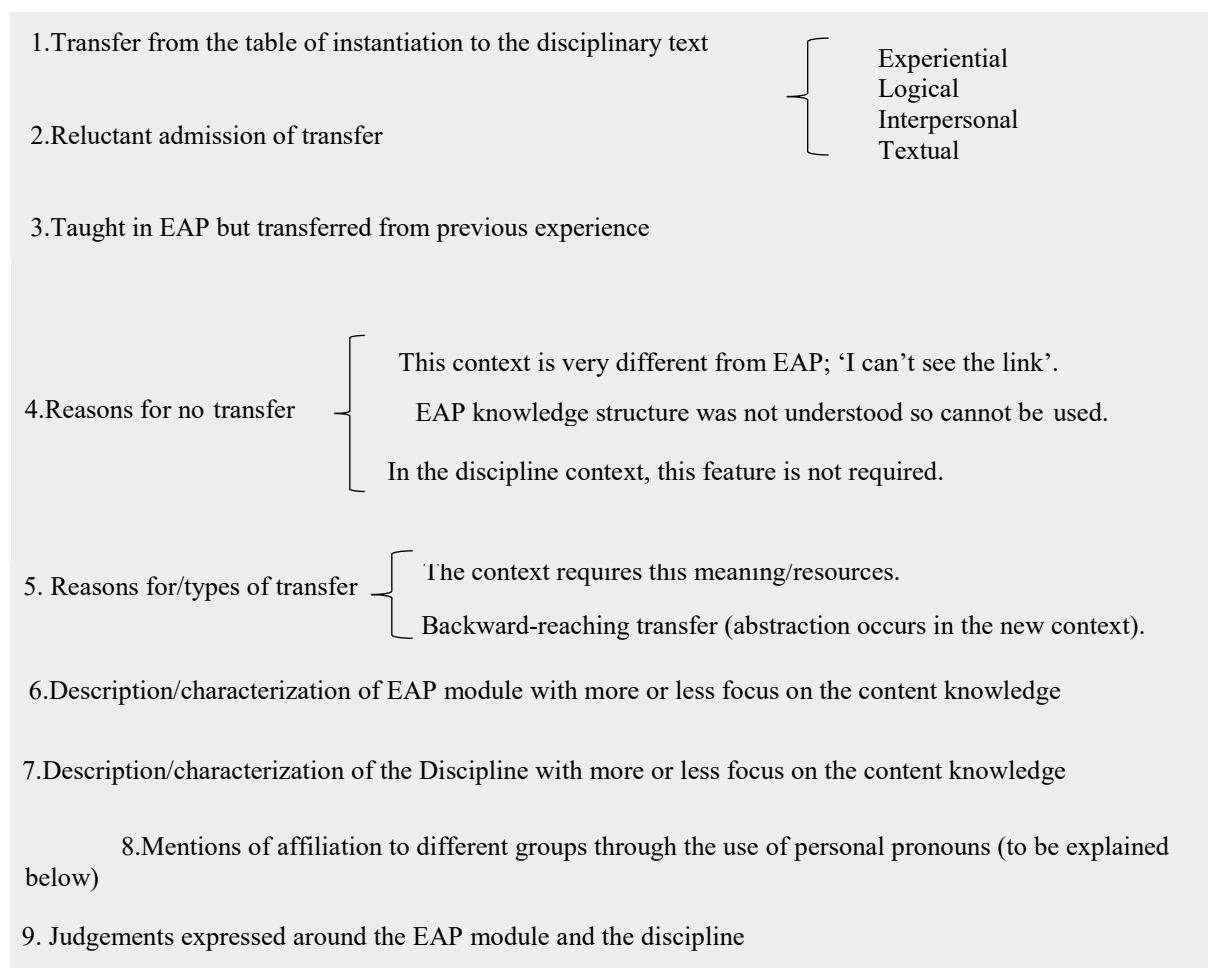 1.Transfer from the table of instantiation to the disciplinary text
Experiential
Logical
Interpersonal
Textual
2.Reluctant admission of transfer
3.Taught in EAP but transferred from previous experience
4.Reasons for no transfer
This context is very different from EAP; ‘I can’t see the link’.
EAP knowledge structure was not understood so cannot be used.
In the discipline context, this feature is not required.
5. Reasons for/types of transfer
The context requires this meaning/resources.
Backward-reaching transfer (abstraction occurs in the new context).
6.Description/characterization of EAP module with more or less focus on the content knowledge
7.Description/characterization of the Discipline with more or less focus on the content knowledge
8.Mentions of affiliation to different groups through the use of personal pronouns (to be explained
below)
9. Judgements expressed around the EAP module and the discipline